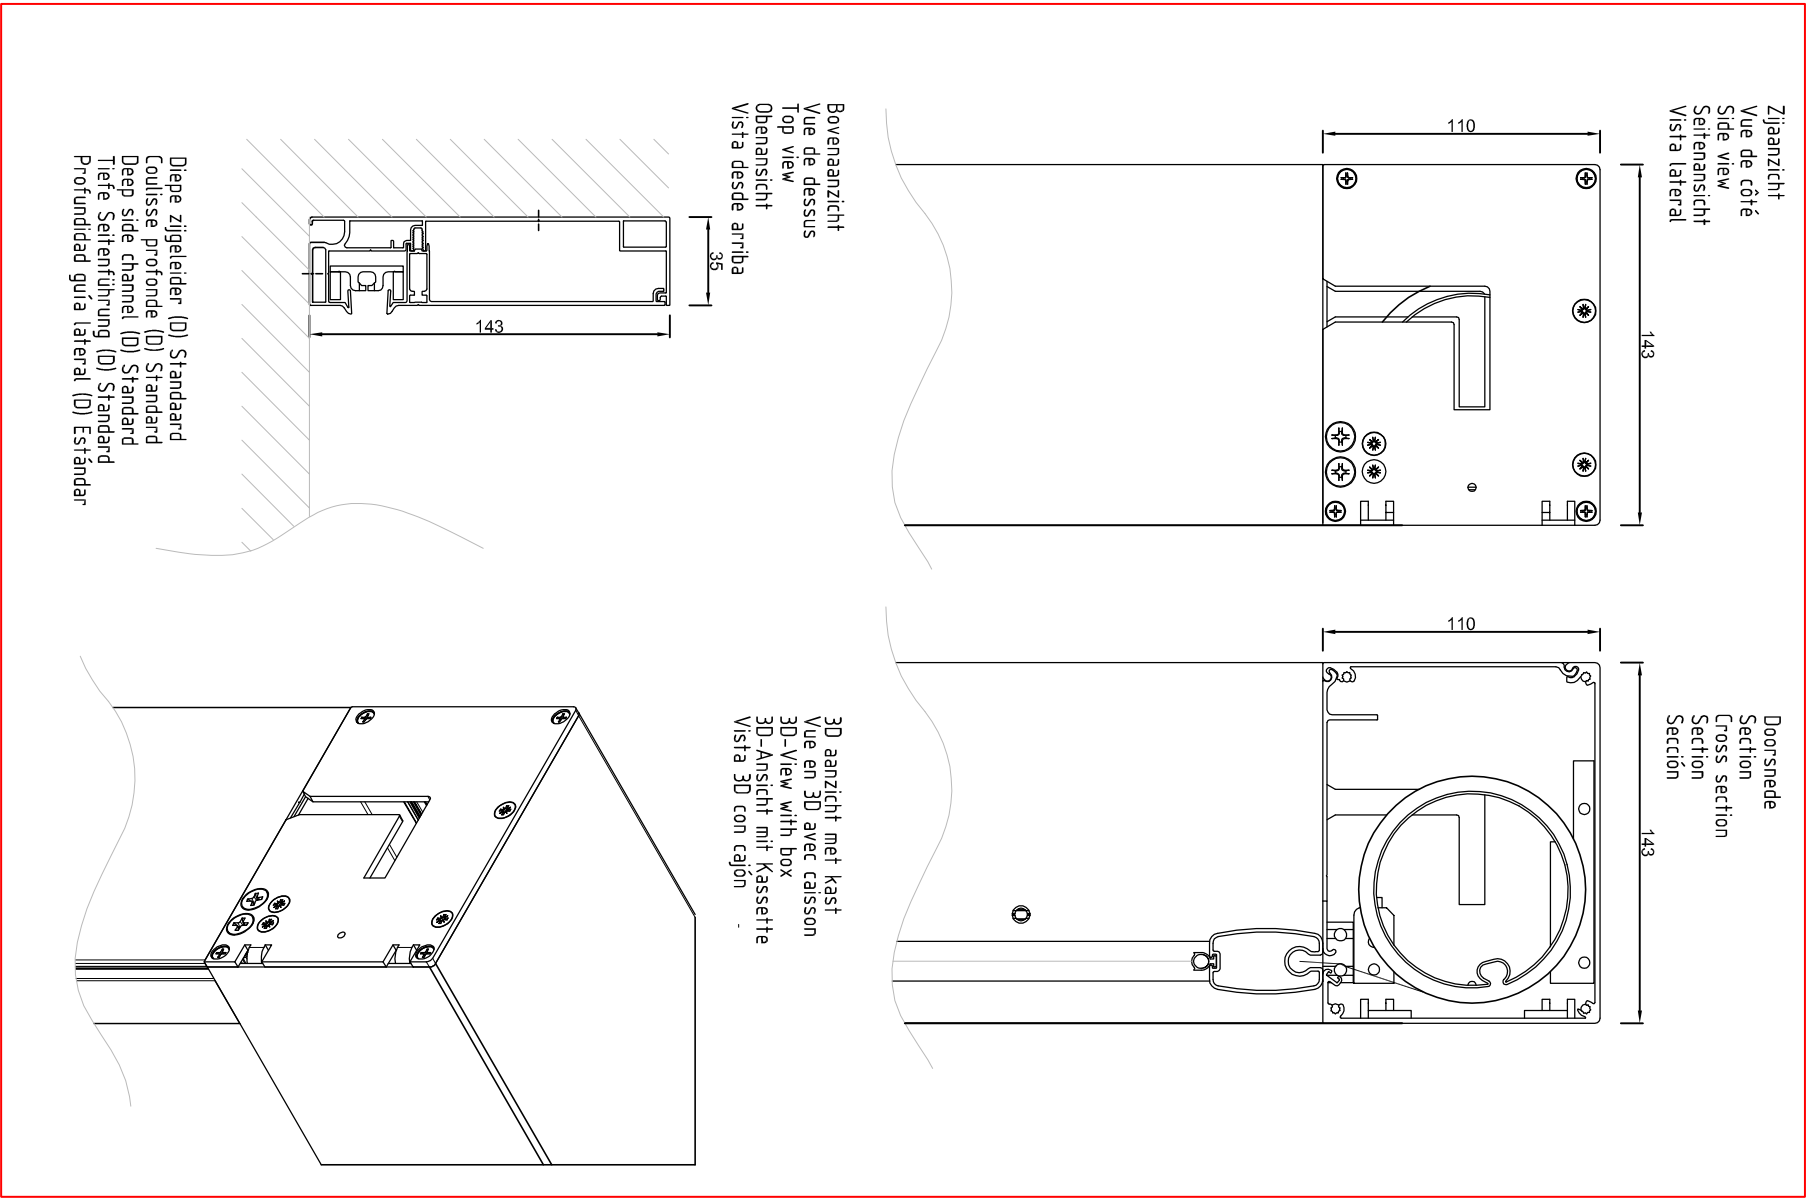 Zijaanzicht
Vue de côté
Side view
Seitenansicht
Vista lateral
110
143
Doorsnede
Section
Cross section
Section
Sección
110
143
Bovenaanzicht
Vue de dessus
Top view
Obenansicht
Vista desde arriba
35
143
Diepe zijgeleider (D) Standaard
Coulisse profonde (D) Standard
Deep side channel (D) Standard
Tiefe Seitenführung (D) Standard
Profundidad guía lateral (D) Estándar
3D aanzicht met kast
Vue en 3D avec caisson
3D-View with box
3D-Ansicht mit Kassette
Vista 3D con cajón